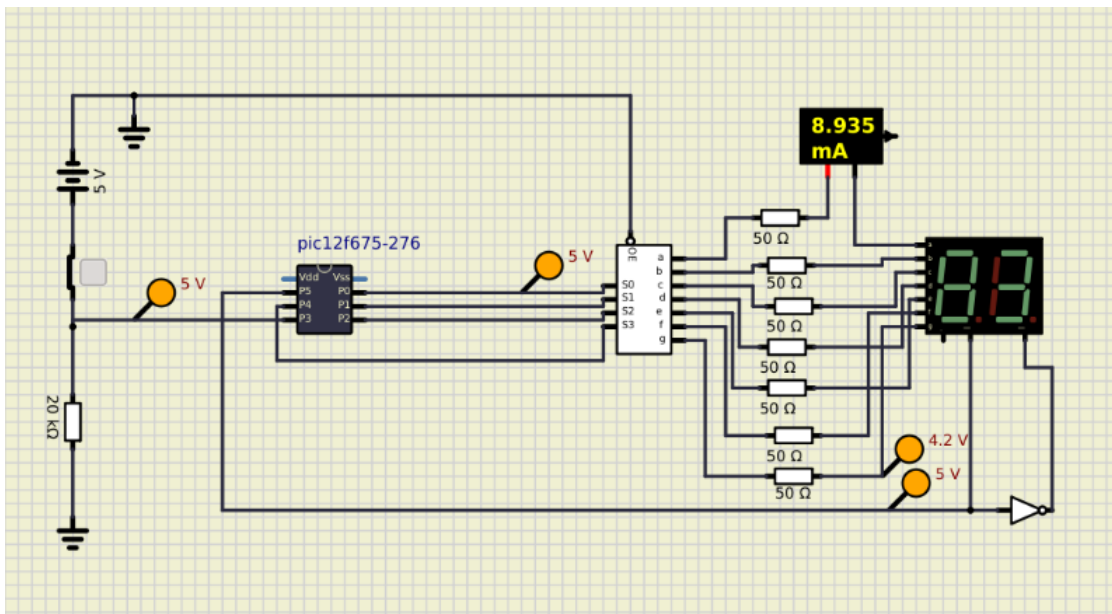 8.935
mA
5 V
50 Ω
pic12f675-276
5 V
OE
a
b
c
d
e
f
g
50 Ω
Vdd
Vss
5 V
P5
P0
S0
P4
P1
S1
P3
P2
S2
S3
50 Ω
50 Ω
50 Ω
20 kΩ
4.2 V
50 Ω
5 V
50 Ω